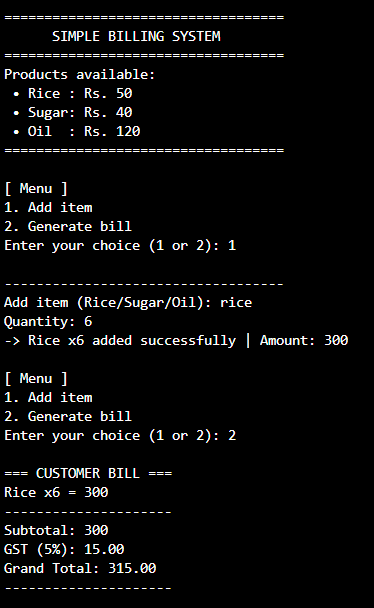 ===================================
SIMPLE BILLING SYSTEM
===================================
Products available:
• Rice : Rs. 50
• Sugar: Rs. 40
• Oil  : Rs. 120
===================================
[ Menu ]
1. Add item
2. Generate bill
Enter your choice (1 or 2): 1
-----------------------------------
Add item (Rice/Sugar/Oil): rice
Quantity: 6
-> Rice x6 added successfully | Amount: 300
[ Menu ]
1. Add item
2. Generate bill
Enter your choice (1 or 2): 2
=== CUSTOMER BILL ===
Rice x6 = 300
---------------------
Subtotal: 300
GST (5%): 15.00
Grand Total: 315.00
---------------------